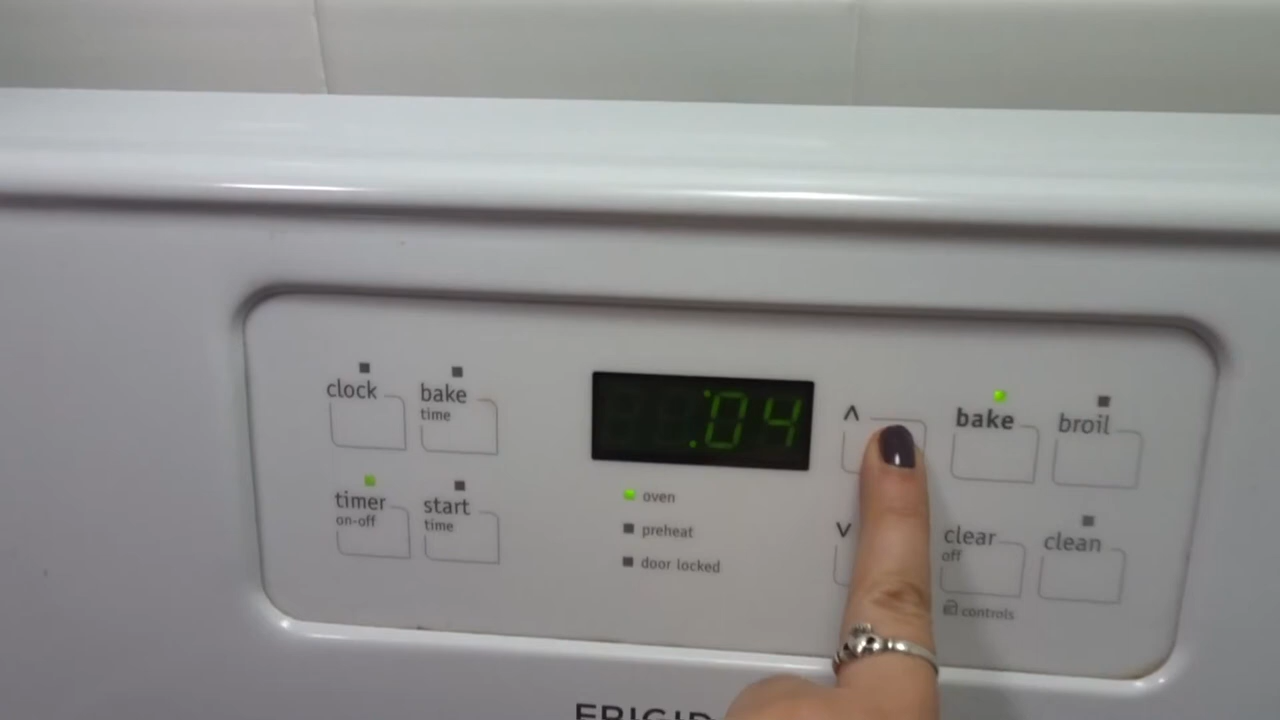 clock
bake
time
:04
^
bake
broil
timer
on-off
start
time
oven
preheat
door locked
v
clear
off
clean
controls
FRIGID